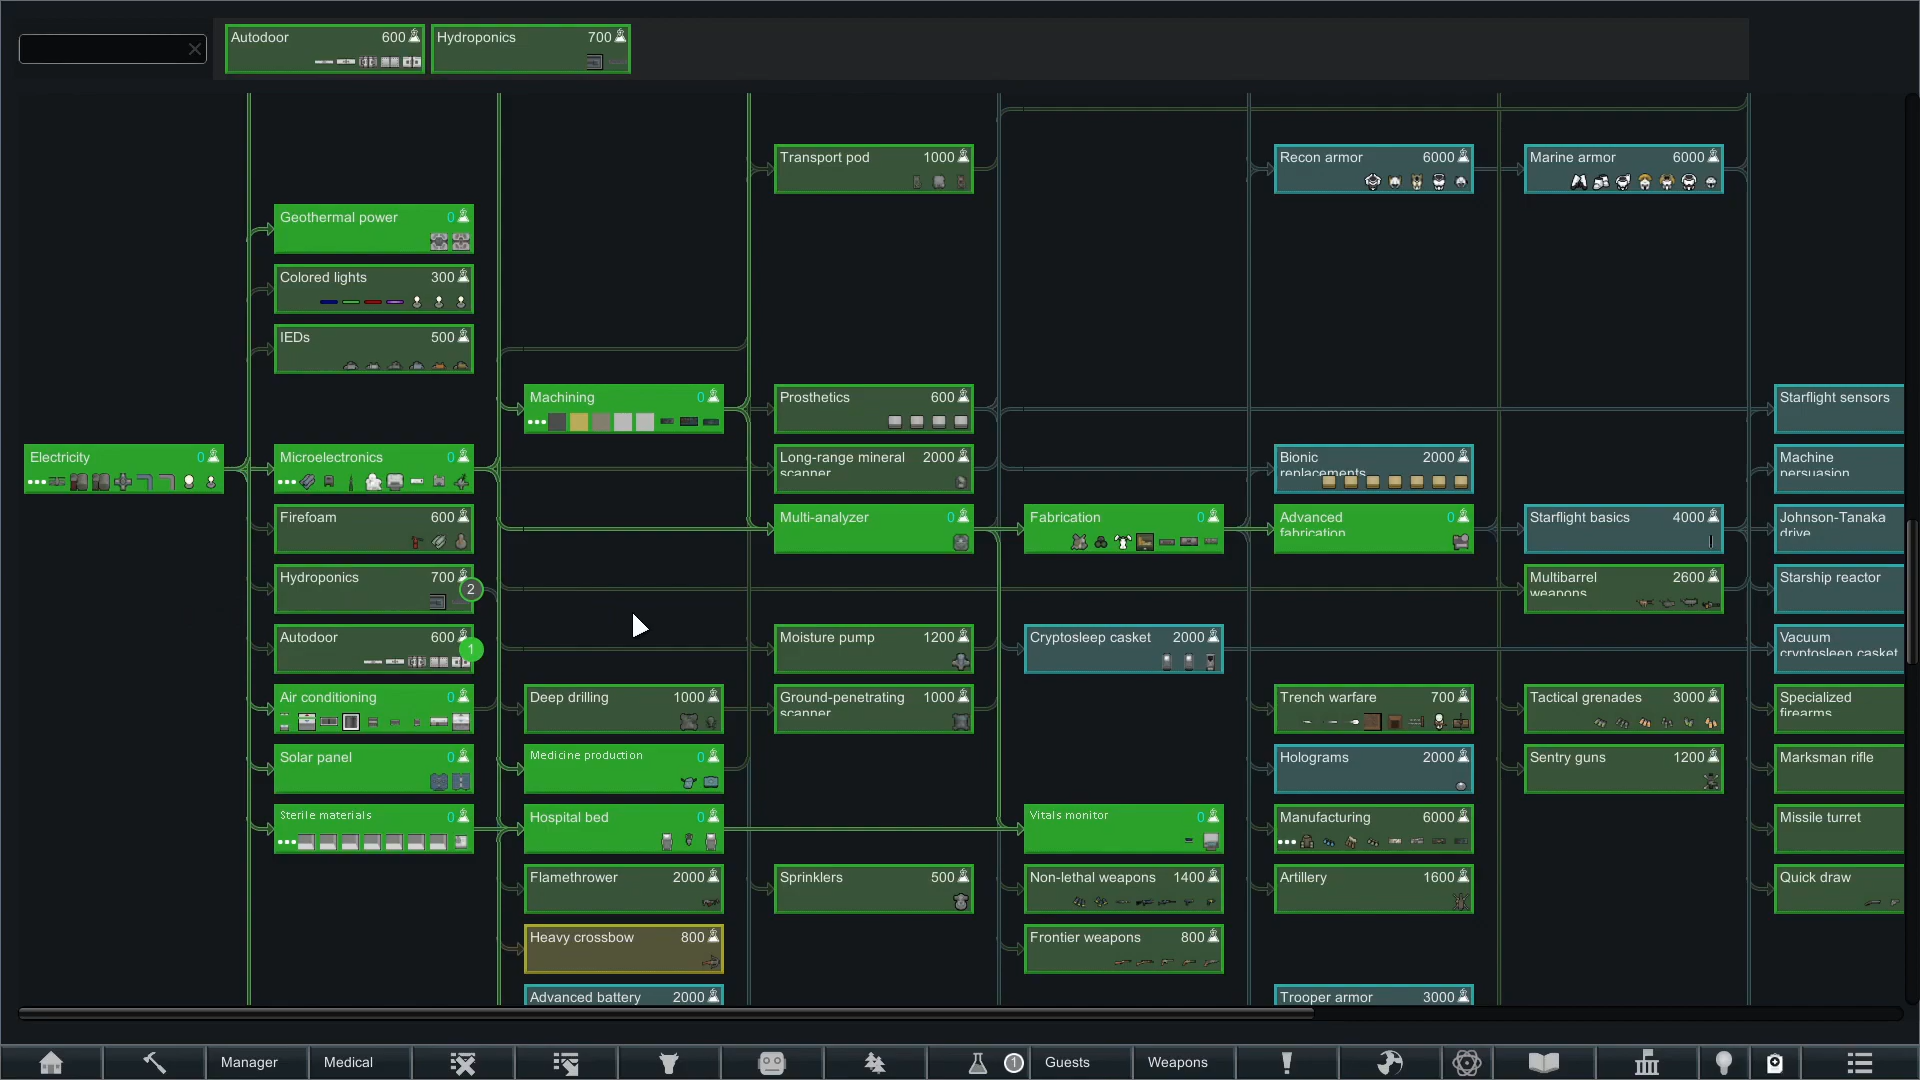 Autodoor 600 Hydroponics 700
Transport pod 1000 Recon armor 6000 Marine armor 6000
Geothermal power 0
Colored lights 300
IEDs 500
Machining 0 Prosthetics 600 Starflight sensors
Electricity 0 Microelectronics 0 Long-range mineral 2000 Bionic 2000 Machine
scanner replacements persuasion
Firefoam 600 Multi-analyzer 0 Fabrication 0 Advanced 0 Starflight basics 4000 Johnson-Tanaka
fabrication drive
Hydroponics 700 2 Multibarrel 2600 Starship reactor
weapons
Autodoor 600 1 Moisture pump 1200 Cryptosleep casket 2000 Vacuum
cryptosleep casket
Air conditioning 0 Deep drilling 1000 Ground-penetrating 1000 Trench warfare 700 Tactical grenades 3000 Specialized
scanner firearms
Solar panel 0 Medicine production 0 Holograms 2000 Sentry guns 1200 Marksman rifle
Sterile materials 0 Hospital bed 0 Vitals monitor 0 Manufacturing 6000 Missile turret
Flamethrower 2000 Sprinklers 500 Non-lethal weapons 1400 Artillery 1600 Quick draw
Heavy crossbow 800 Frontier weapons 800
Advanced battery 2000 Trooper armor 3000
Manager Medical 1 Guests Weapons